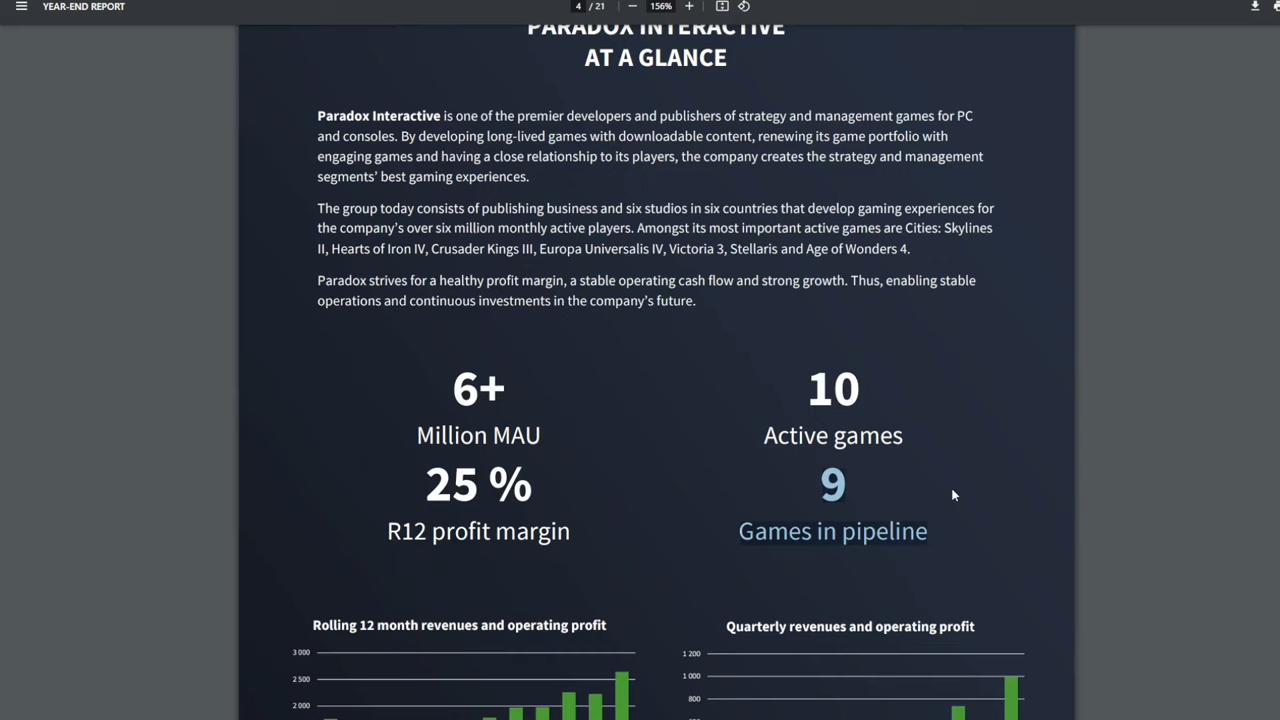 YEAR-END REPORT
4 / 21
156%
PARADOX INTERACTIVE
AT A GLANCE
Paradox Interactive is one of the premier developers and publishers of strategy and management games for PC
and consoles. By developing long-lived games with downloadable content, renewing its game portfolio with
engaging games and having a close relationship to its players, the company creates the strategy and management
segments’ best gaming experiences.
The group today consists of publishing business and six studios in six countries that develop gaming experiences for
the company’s over six million monthly active players. Amongst its most important active games are Cities: Skylines
II, Hearts of Iron IV, Crusader Kings III, Europa Universalis IV, Victoria 3, Stellaris and Age of Wonders 4.
Paradox strives for a healthy profit margin, a stable operating cash flow and strong growth. Thus, enabling stable
operations and continuous investments in the company’s future.
6+
Million MAU
25 %
R12 profit margin
10
Active games
9
Games in pipeline
Rolling 12 month revenues and operating profit
3 000
2 500
2 000
Quarterly revenues and operating profit
1 200
1 000
800